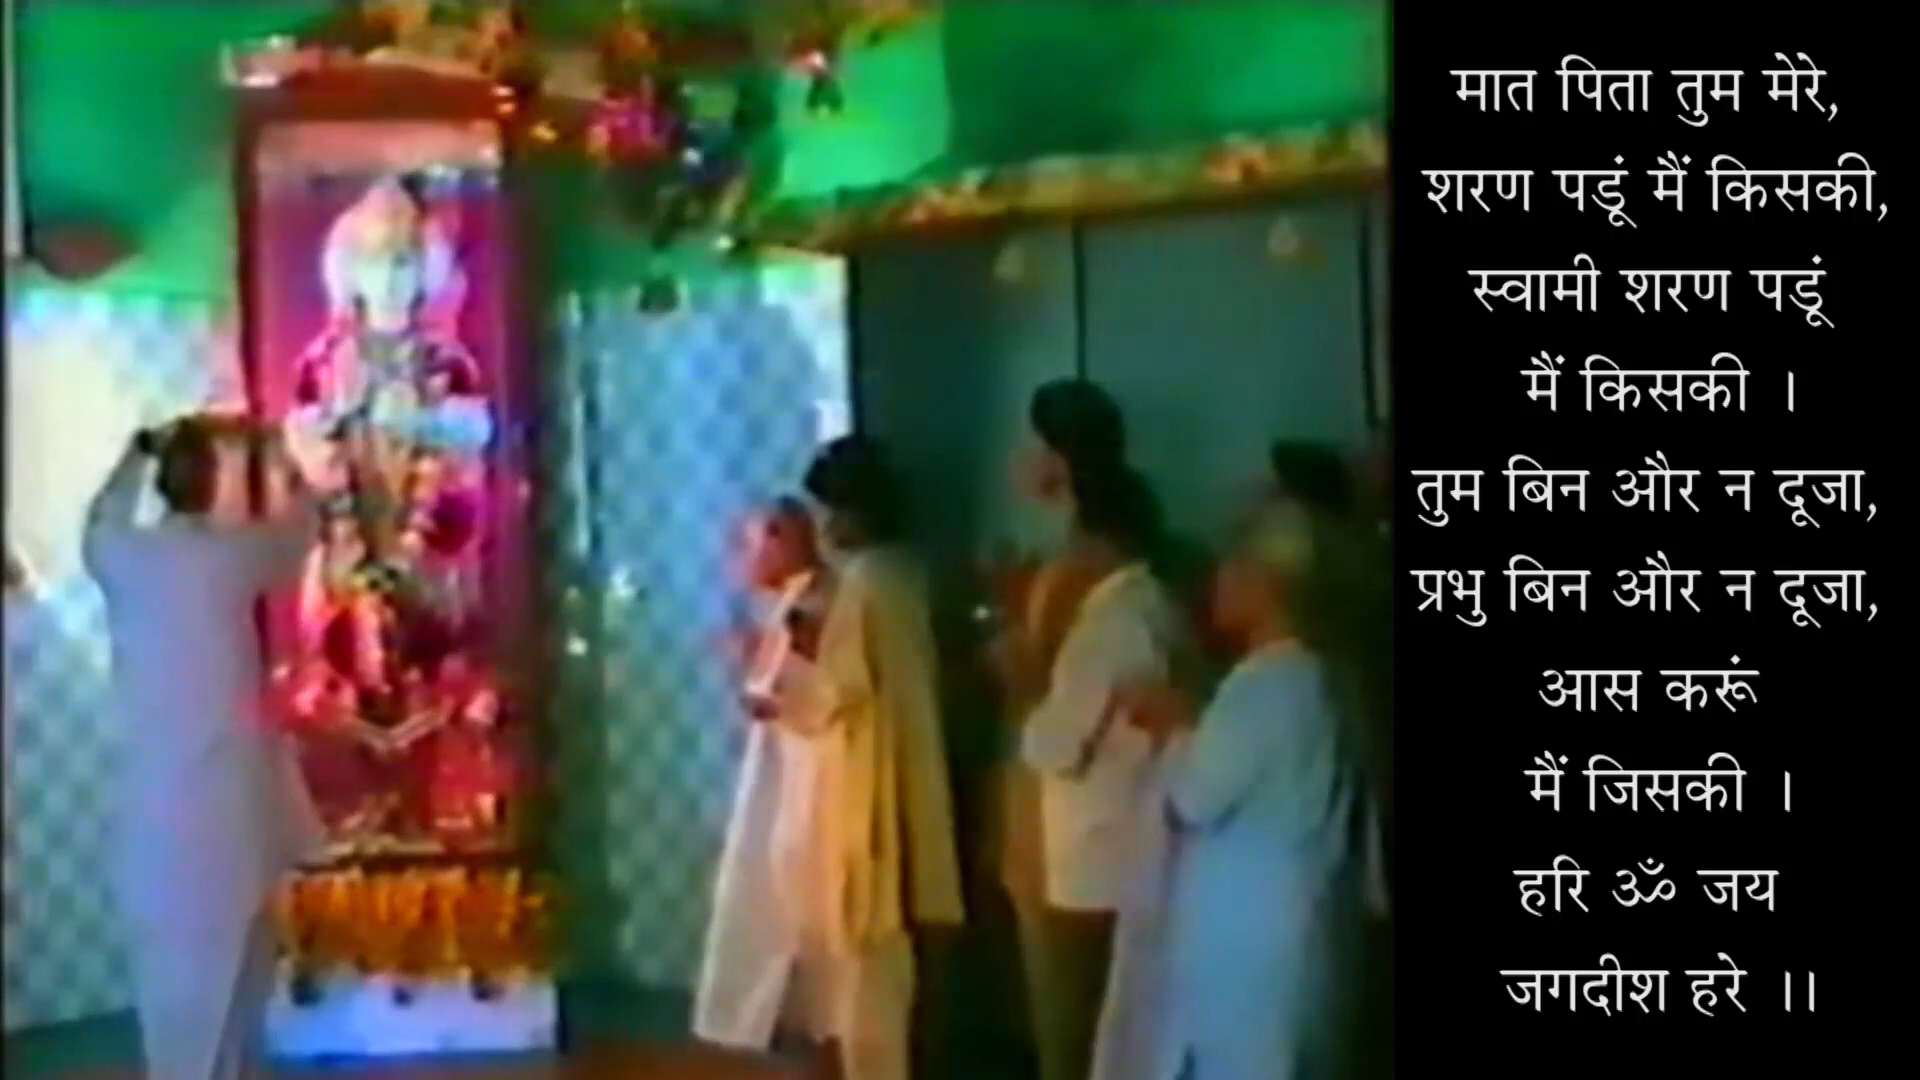 मात पिता तुम मेरे,
शरण पडूं मैं किसकी,
स्वामी शरण पडूं
मैं किसकी ।
तुम बिन और न दूजा,
प्रभु बिन और न दूजा,
आस करूं
मैं जिसकी ।
हरि ॐ जय
जगदीश हरे ।।